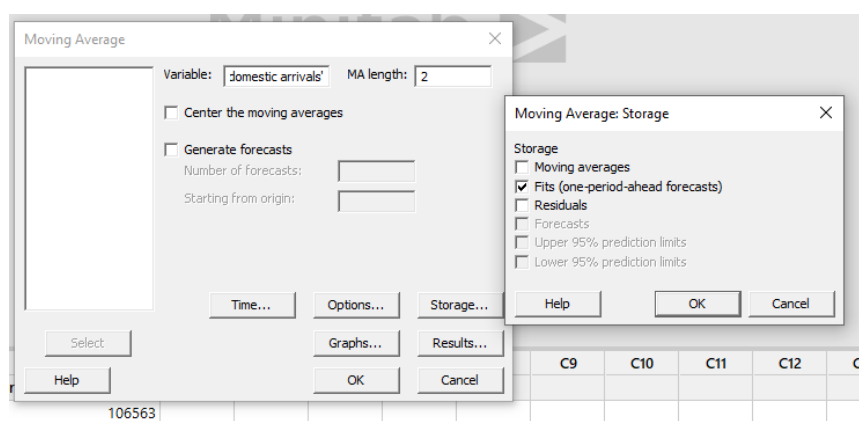 Minitab
Moving Average
Variable: domestic arrivals' MA length: 2
Center the moving averages
Generate forecasts
Number of forecasts:
Starting from origin:
Time... Options... Storage...
Select Graphs... Results...
Help OK Cancel
Moving Average: Storage
Storage
Moving averages
Fits (one-period-ahead forecasts)
Residuals
Forecasts
Upper 95% prediction limits
Lower 95% prediction limits
Help OK Cancel
C9 C10 C11 C12
106563